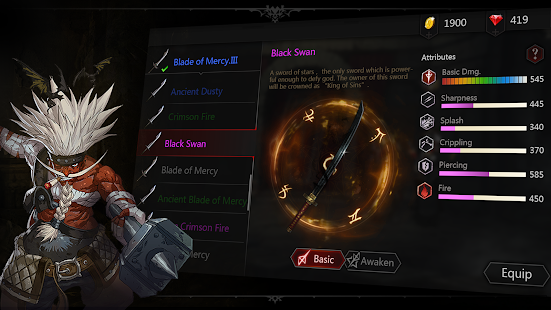 1900
419
Blade of Mercy.III
Ancient Dusty
Crimson Fire
Black Swan
Blade of Mercy
Ancient Blade of Mercy
Crimson Fire
Mercy
Black Swan
A sword of stars , the only sword which is power-
ful enough to defy god. The owner of this sword
will be crowned as "King of Sins" .
Basic
Awaken
Attributes
?
Basic Dmg.
545
Sharpness
445
Splash
340
Crippling
370
Piercing
585
Fire
450
Equip